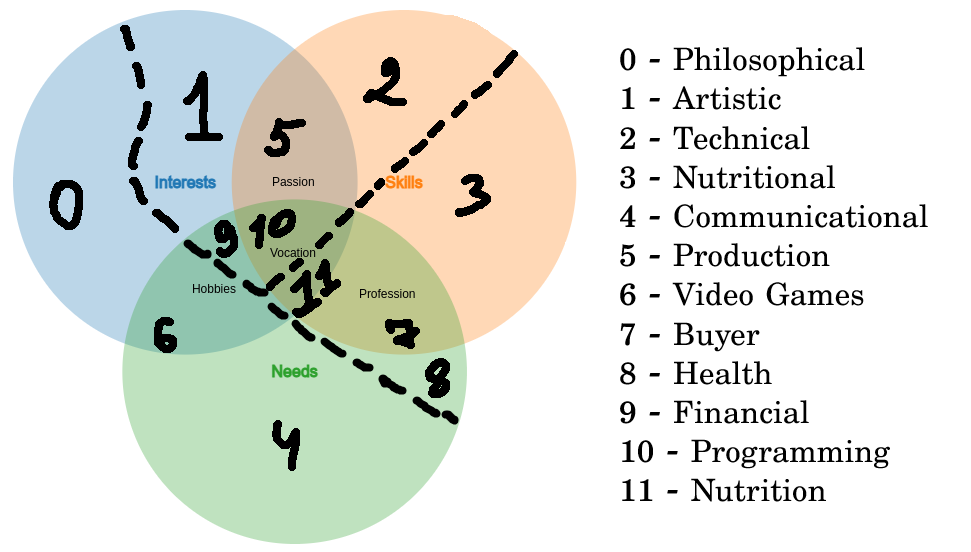 1
2
5
Interests
Passion
Skills
0
3
9
10
Vocation
Hobbies
11
Profession
6
7
Needs
8
4
0 - Philosophical
1 - Artistic
2 - Technical
3 - Nutritional
4 - Communicational
5 - Production
6 - Video Games
7 - Buyer
8 - Health
9 - Financial
10 - Programming
11 - Nutrition